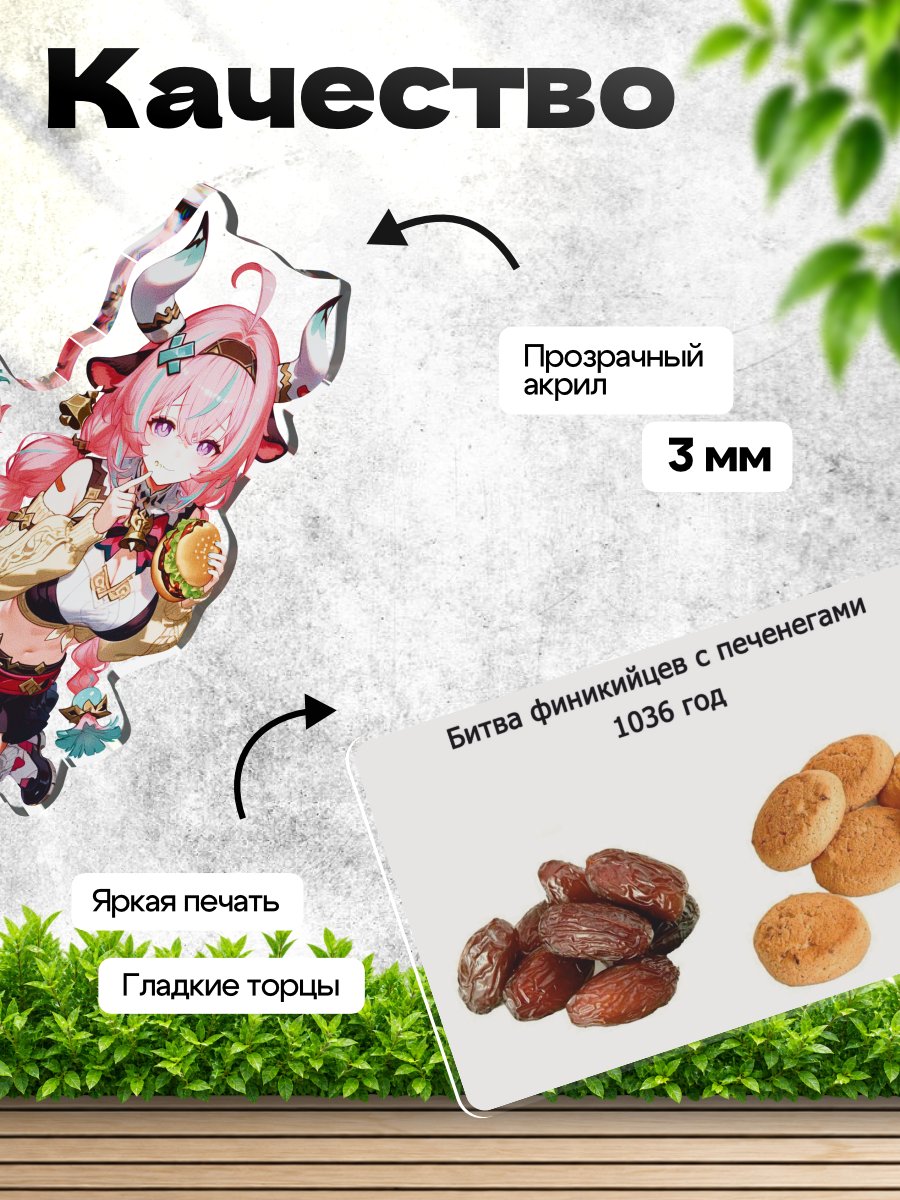 Качество
Прозрачный
акрил
3 мм
Битва финикийцев с печенегами
1036 год
Яркая печать
Гладкие торцы